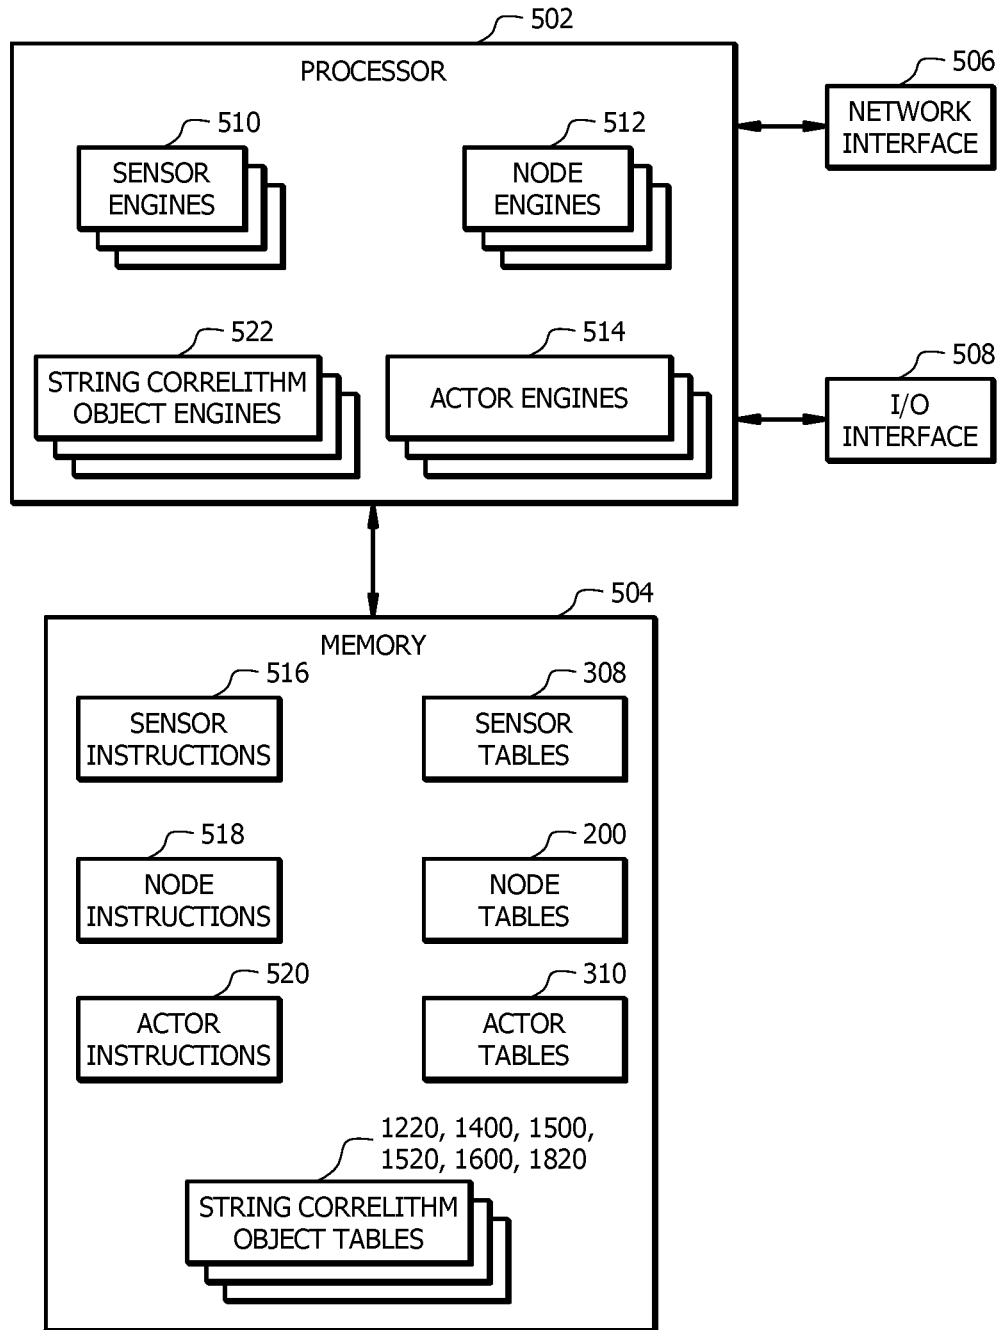 502
PROCESSOR
506
NETWORK
INTERFACE
510
SENSOR
ENGINES
512
NODE
ENGINES
522
STRING CORRELITHM
OBJECT ENGINES
514
ACTOR ENGINES
508
I/O
INTERFACE
504
MEMORY
516
SENSOR
INSTRUCTIONS
308
SENSOR
TABLES
518
NODE
INSTRUCTIONS
200
NODE
TABLES
520
ACTOR
INSTRUCTIONS
310
ACTOR
TABLES
1220, 1400, 1500,
1520, 1600, 1820
STRING CORRELITHM
OBJECT TABLES